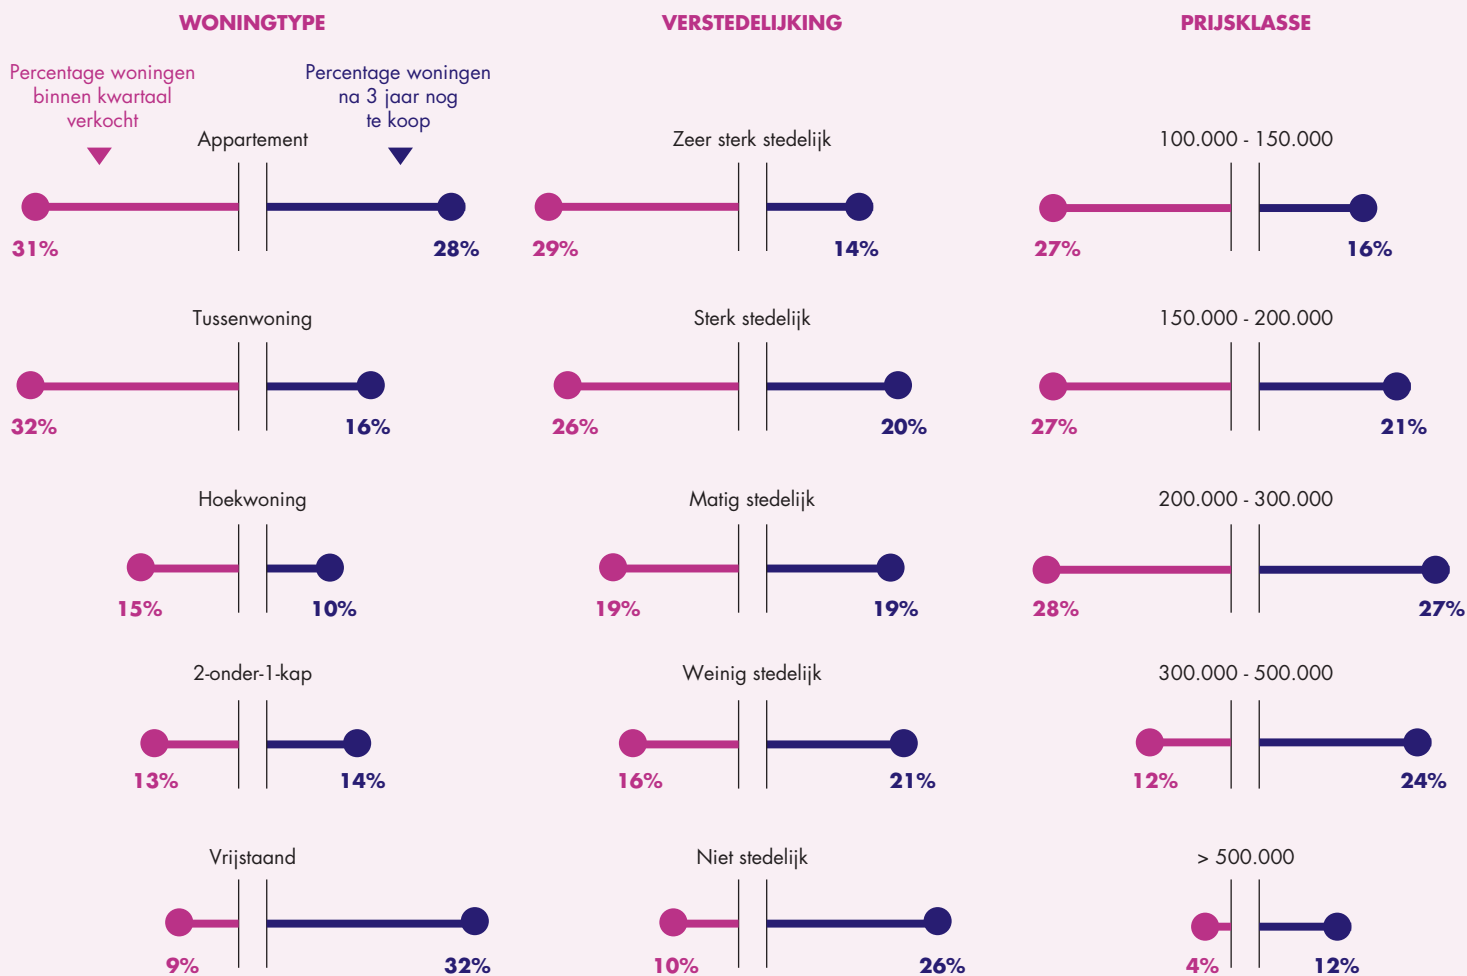 WONINGTYPE
Percentage woningen
binnen kwartaal
verkocht
Percentage woningen
na 3 jaar nog
te koop
Appartement
31%
28%
Tussenwoning
32%
16%
Hoekwoning
15%
10%
2-onder-1-kap
13%
14%
Vrijstaand
9%
32%
VERSTEDELIJKING
Zeer sterk stedelijk
29%
14%
Sterk stedelijk
26%
20%
Matig stedelijk
19%
19%
Weinig stedelijk
16%
21%
Niet stedelijk
10%
26%
PRIJSKLASSE
100.000 - 150.000
27%
16%
150.000 - 200.000
27%
21%
200.000 - 300.000
28%
27%
300.000 - 500.000
12%
24%
> 500.000
4%
12%